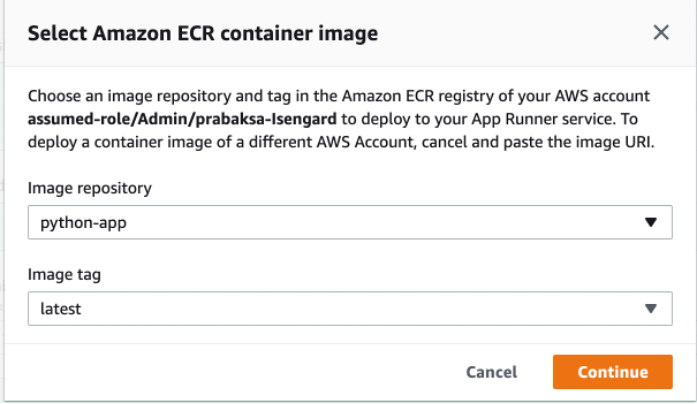 Select Amazon ECR container image
Choose an image repository and tag in the Amazon ECR registry of your AWS account
assumed-role/Admin/prabaksa-Isengard to deploy to your App Runner service. To
deploy a container image of a different AWS Account, cancel and paste the image URI.
Image repository
python-app
Image tag
latest
Cancel
Continue